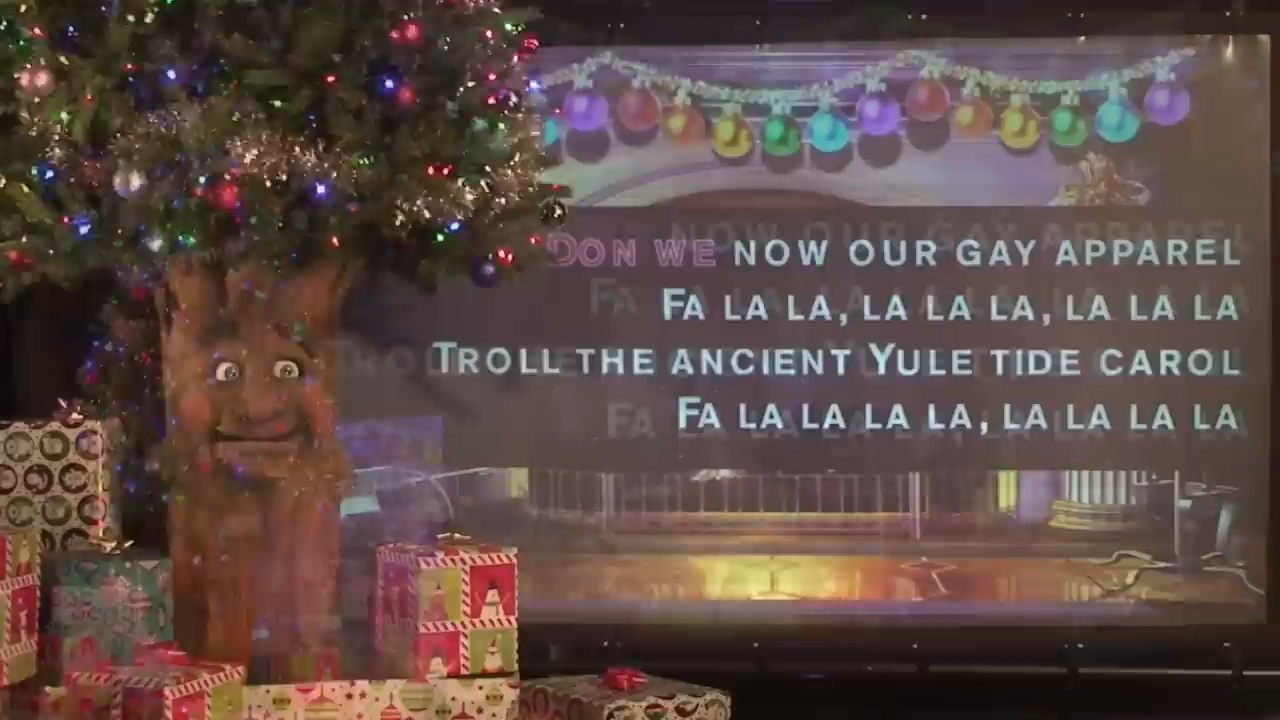 DON WE NOW OUR GAY APPAREL
FA LA LA, LA LA LA, LA LA LA
TROLL THE ANCIENT YULE TIDE CAROL
FA LA LA LA LA, LA LA LA LA